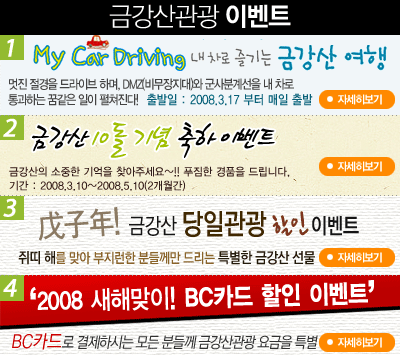 금강산관광 이벤트
1
My Car Driving 내 차로 즐기는 금강산 여행
멋진 절경을 드라이브 하며, DMZ(비무장지대)와 군사분계선을 내 차로
통과하는 꿈같은 일이 펼쳐진다! 출발일 : 2008,3,17 부터 매일 출발
자세히보기
2
금강산 10돌 기념 축하 이벤트
금강산의 소중한 기억을 찾아주세요~!! 푸짐한 경품을 드립니다.
기간 : 2008,3,10~2008,5,10(2개월간)
자세히보기
3
戊子年! 금강산 당일관광 할인 이벤트
쥐띠 해를 맞아 부지런한 분들께만 드리는 특별한 금강산 선물
자세히보기
4
‘2008 새해맞이! BC카드 할인 이벤트’
BC카드로 결제하시는 모든 분들께 금강산관광 요금을 특별
자세히보기